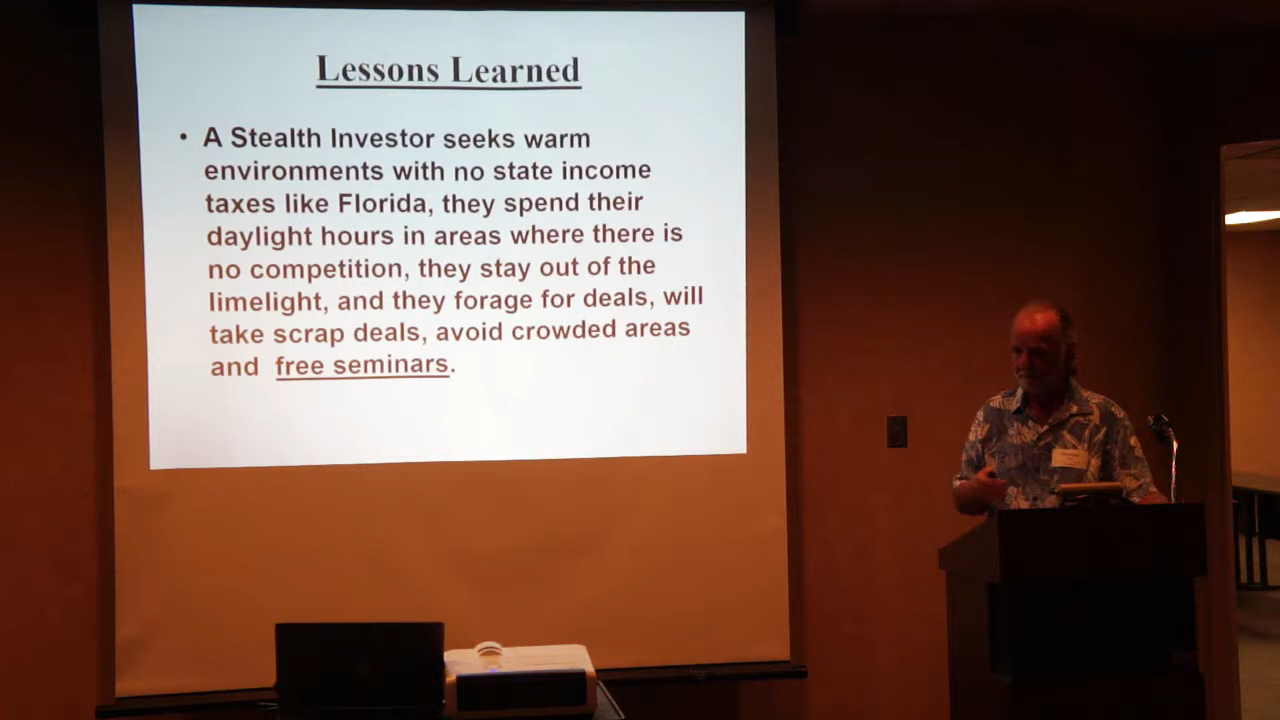 Lessons Learned
• A Stealth Investor seeks warm
environments with no state income
taxes like Florida, they spend their
daylight hours in areas where there is
no competition, they stay out of the
limelight, and they forage for deals, will
take scrap deals, avoid crowded areas
and free seminars.